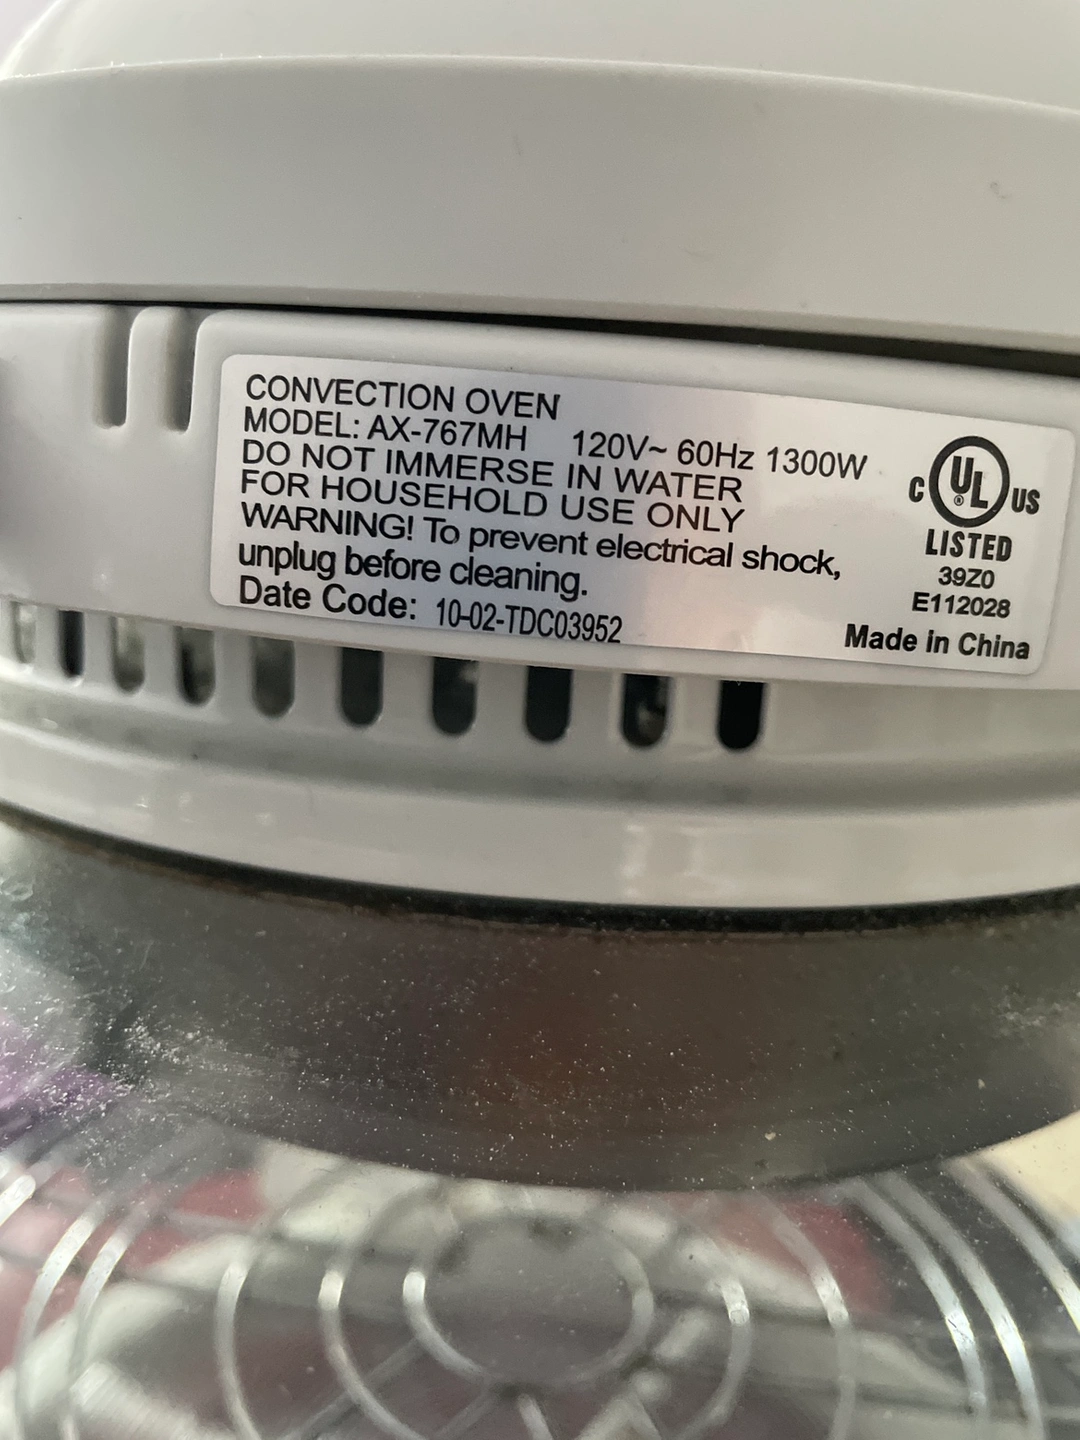 CONVECTION OVEN
MODEL: AX-767MH 120V~ 60Hz 1300W
DO NOT IMMERSE IN WATER
FOR HOUSEHOLD USE ONLY
WARNING! To prevent electrical shock,
unplug before cleaning.
Date Code: 10-02-TDC03952
C UL ® US
LISTED
39Z0
E112028
Made in China